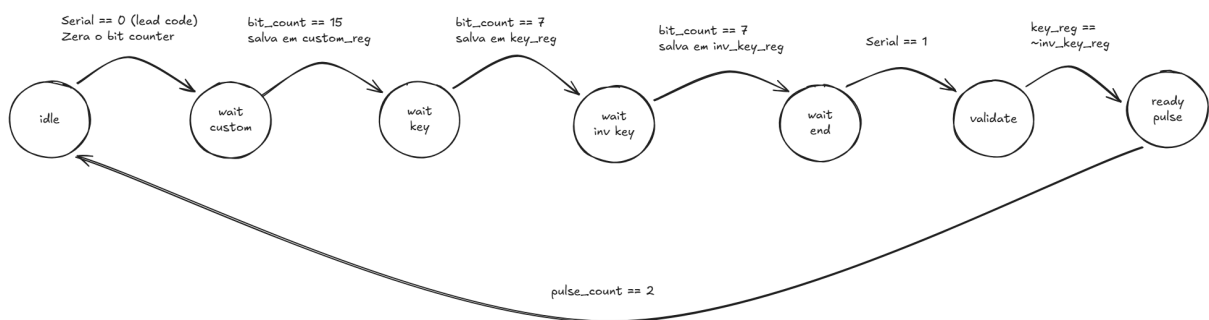 Serial == 0 (lead code)
Zera o bit counter
bit_count == 15
salva em custom_reg
bit_count == 7
salva em key_reg
bit_count == 7
salva em inv_key_reg
Serial == 1
key_reg ==
~inv_key_reg
idle
wait
custom
wait
key
wait
inv key
wait
end
validate
ready
pulse
pulse_count == 2